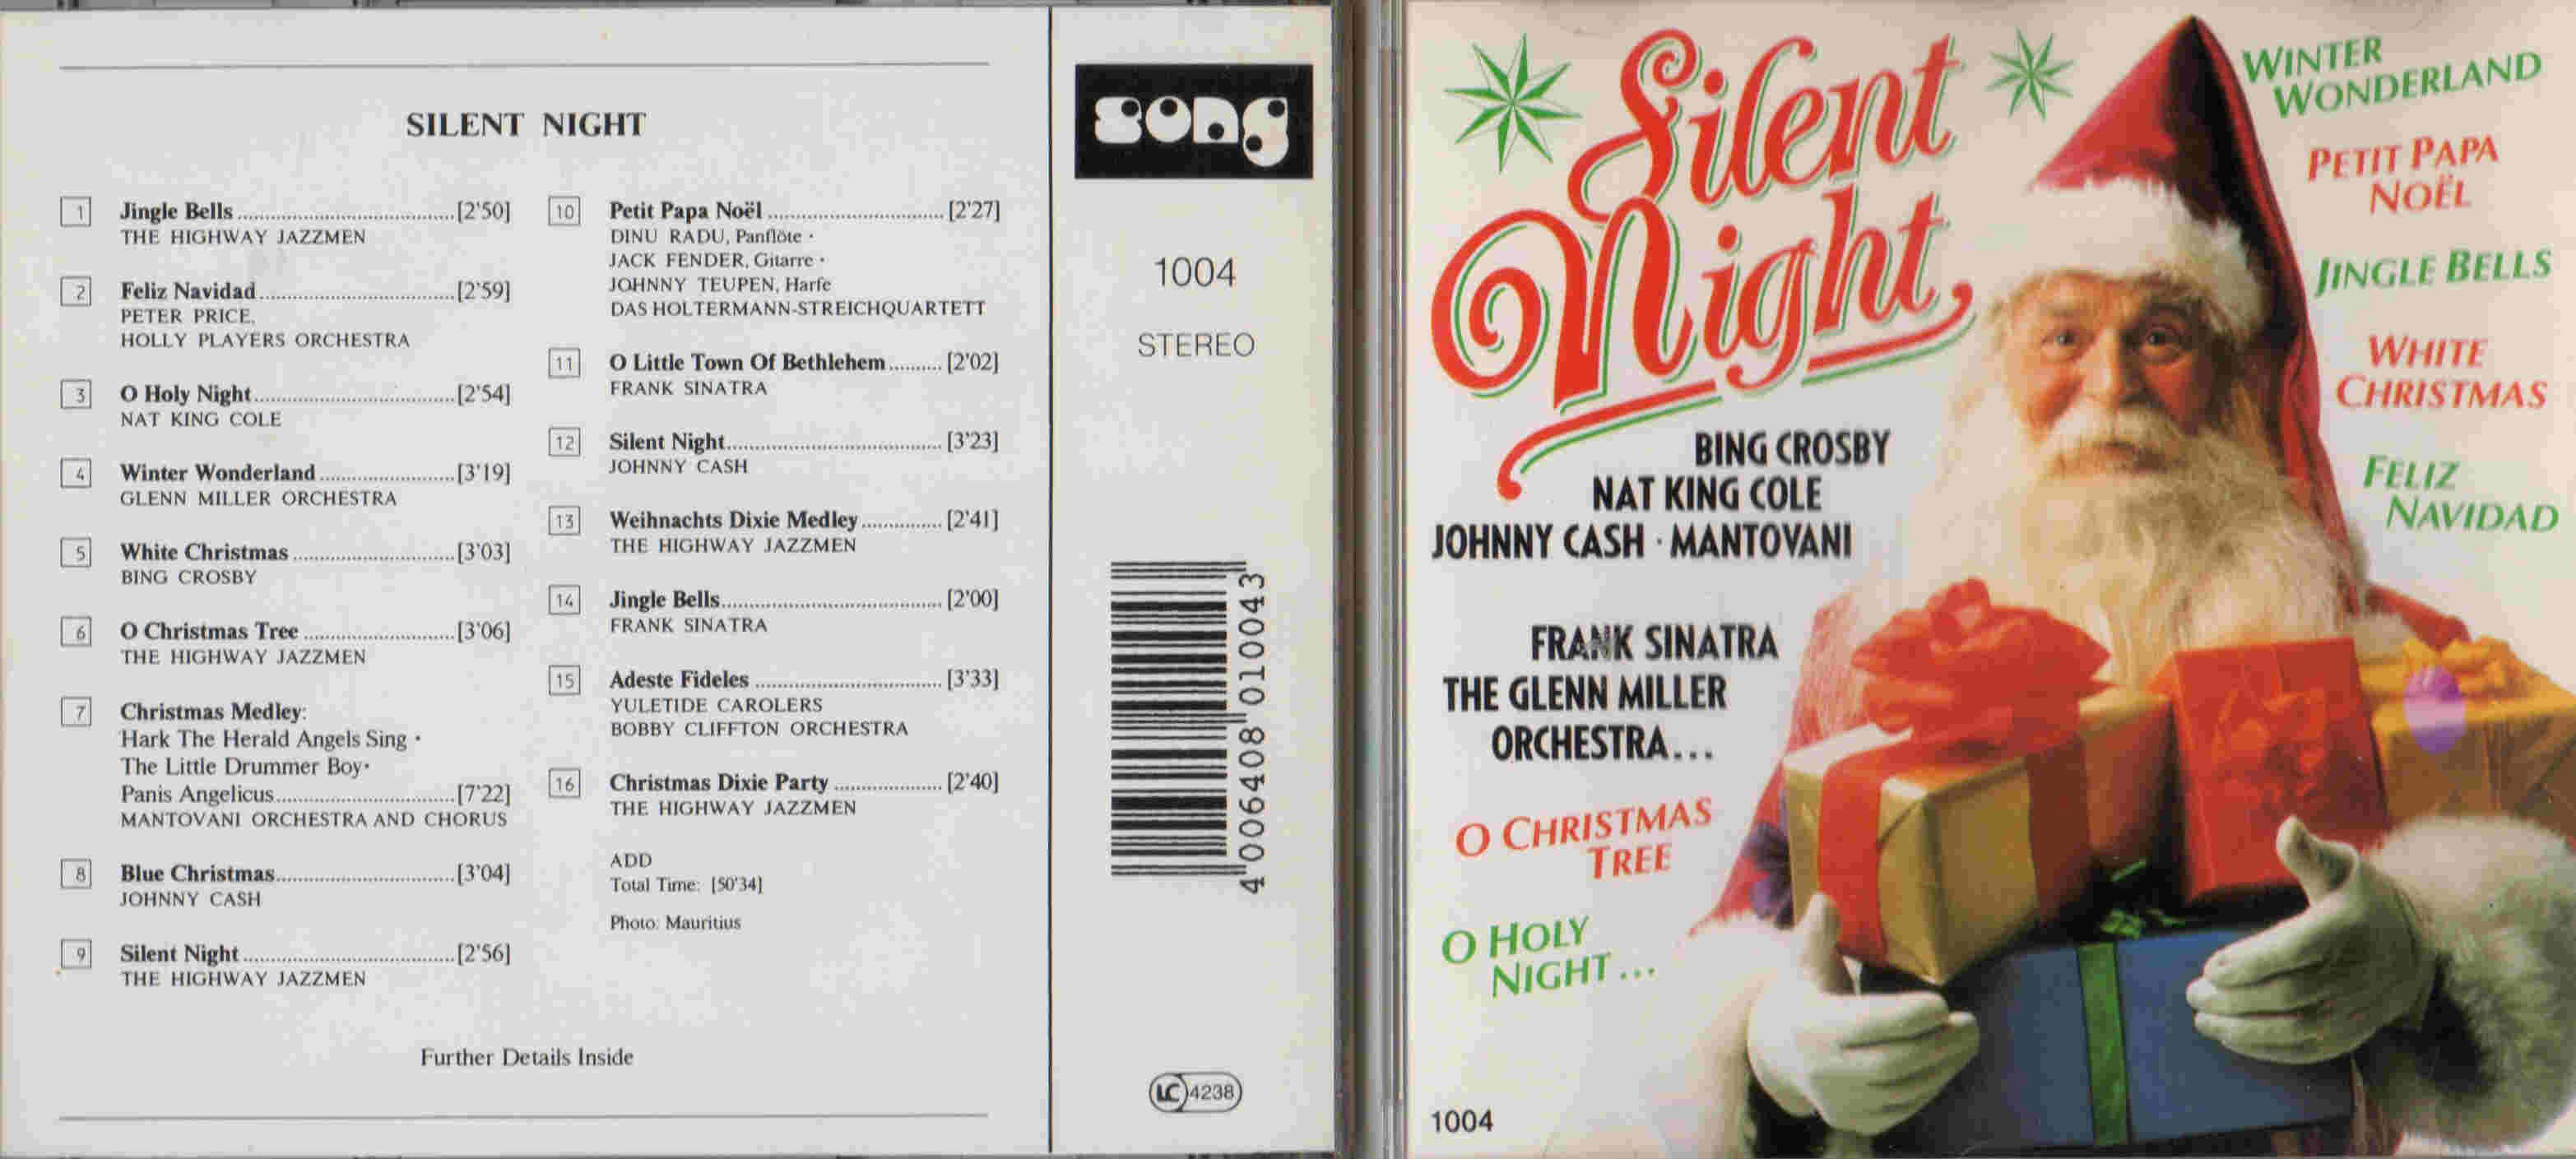 SILENT NIGHT
1 Jingle Bells [2'50]
THE HIGHWAY JAZZMEN
2 Feliz Navidad [2'59]
PETER PRICE,
HOLLY PLAYERS ORCHESTRA
3 O Holy Night [2'54]
NAT KING COLE
4 Winter Wonderland [3'19]
GLENN MILLER ORCHESTRA
5 White Christmas [3'03]
BING CROSBY
6 O Christmas Tree [3'06]
THE HIGHWAY JAZZMEN
7 Christmas Medley:
Hark The Herald Angels Sing ·
The Little Drummer Boy·
Panis Angelicus [7'22]
MANTOVANI ORCHESTRA AND CHORUS
8 Blue Christmas [3'04]
JOHNNY CASH
9 Silent Night [2'56]
THE HIGHWAY JAZZMEN
10 Petit Papa Noël [2'27]
DINU RADU, Panflöte ·
JACK FENDER, Gitarre ·
JOHNNY TEUPEN, Harfe
DAS HOLTERMANN-STREICHQUARTETT
11 O Little Town Of Bethlehem [2'02]
FRANK SINATRA
12 Silent Night [3'23]
JOHNNY CASH
13 Weihnachts Dixie Medley [2'41]
THE HIGHWAY JAZZMEN
14 Jingle Bells [2'00]
FRANK SINATRA
15 Adeste Fideles [3'33]
YULETIDE CAROLERS
BOBBY CLIFFTON ORCHESTRA
16 Christmas Dixie Party [2'40]
THE HIGHWAY JAZZMEN
ADD
Total Time: [50'34]
Photo: Mauritius
Further Details Inside
song
1004
STEREO
4 006408 010043
LC 4238
Silent
Night
BING CROSBY
NAT KING COLE
JOHNNY CASH · MANTOVANI
FRANK SINATRA
THE GLENN MILLER
ORCHESTRA...
O CHRISTMAS
TREE
O HOLY
NIGHT...
1004
WINTER
WONDERLAND
PETIT PAPA
NOËL
JINGLE BELLS
WHITE
CHRISTMAS
FELIZ
NAVIDAD